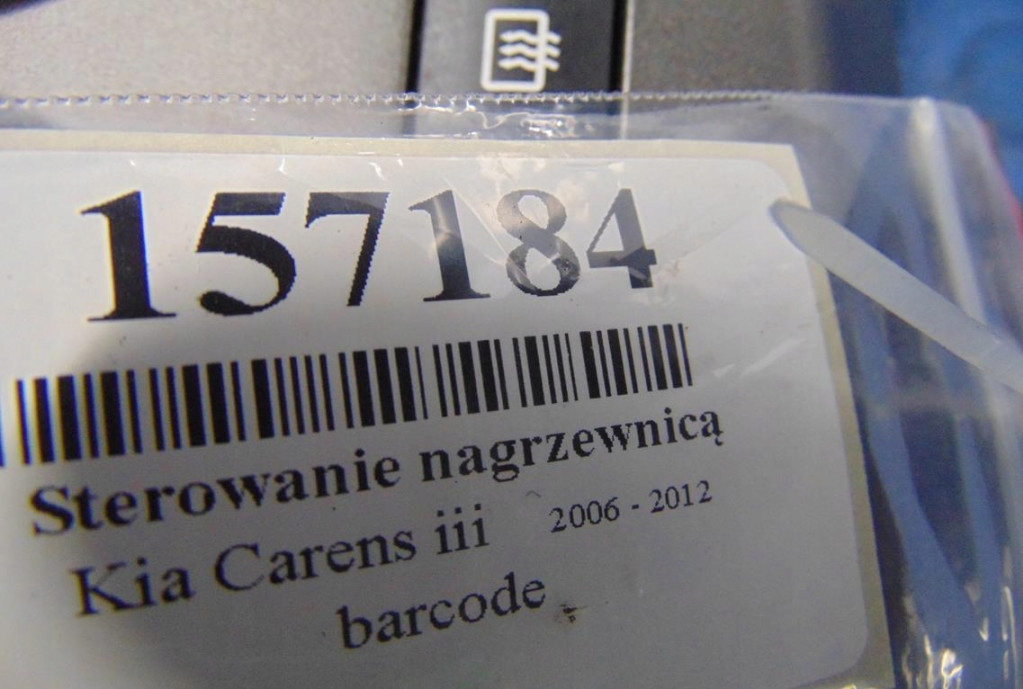 157184
Sterowanie nagrzewnicą
Kia Carens iii 2006 - 2012
barcode